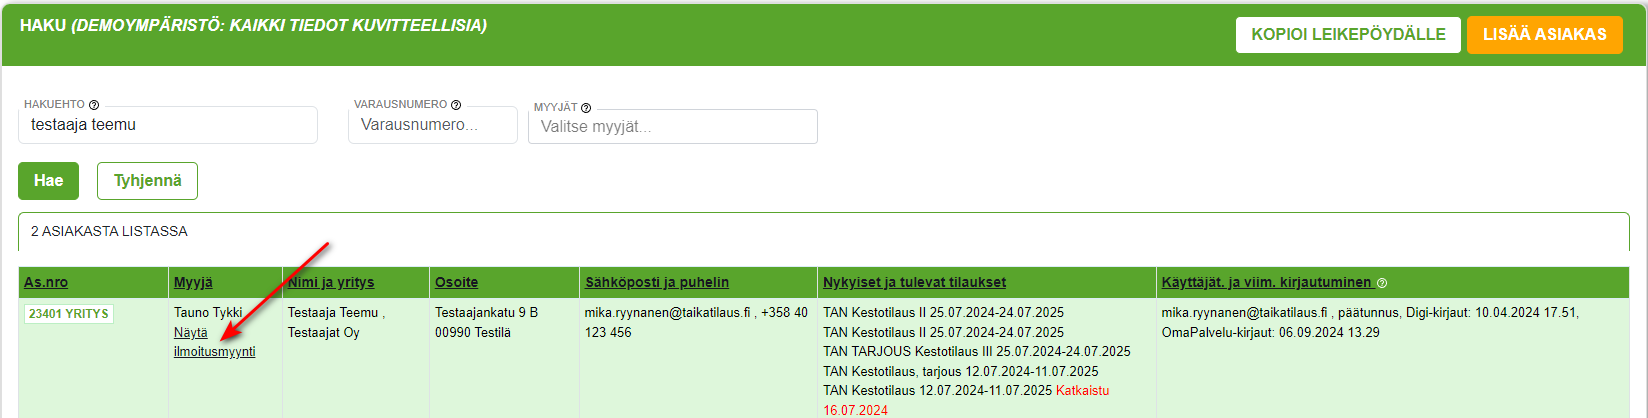 HAKU (DEMOYMPÄRISTÖ: KAIKKI TIEDOT KUVITTEELLISIA)
KOPIOI LEIKEPÖYDÄLLE
LISÄÄ ASIAKAS
HAKUEHTO
VARAUSNUMERO
MYYJÄT
testaaja teemu
Varausnumero...
Valitse myyjät...
Hae
Tyhjennä
2 ASIAKASTA LISTASSA
As.nro
Myyjä
Nimi ja yritys
Osoite
Sähköposti ja puhelin
Nykyiset ja tulevat tilaukset
Käyttäjät. ja viim. kirjautuminen
23401 YRITYS
Tauno Tykki
Näytä
ilmoitusmyynti
Testaaja Teemu ,
Testaajat Oy
Testaajankatu 9 B
00990 Testilä
mika.ryynanen@taikatilaus.fi , +358 40
123 456
TAN Kestotilaus II 25.07.2024-24.07.2025
TAN Kestotilaus II 25.07.2024-24.07.2025
TAN TARJOUS Kestotilaus III 25.07.2024-24.07.2025
TAN Kestotilaus, tarjous 12.07.2024-11.07.2025
TAN Kestotilaus 12.07.2024-11.07.2025 Katkaistu
16.07.2024
mika.ryynanen@taikatilaus.fi , päätunnus, Digi-kirjaut: 10.04.2024 17.51,
OmaPalvelu-kirjaut: 06.09.2024 13.29